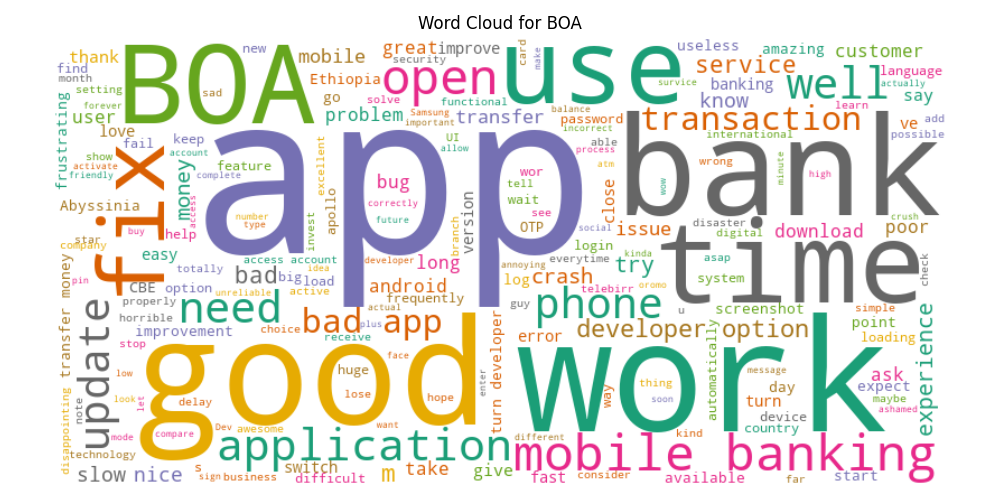 Word Cloud for BOA
thank
BOA
mobile
great
improve
use
useless
amazing
customer
new
find
month
security
card
make
service
well
language
setting
sad
Ethiopia
open
banking
actually
forever
go
solve
functional
survice
know
say
user
problem
Samsung
important
transfer
balance
password
incorrect
transaction
learn
ve
add
possible
frustrating
love
fail
keep
fix
app
UI
allow
able
bank
international
show
account
activate
friendly
complete
feature
excellent
process
atm
wrong
minute
high
money
bug
wor
tell
wait
close
wow
Abyssinia
access
correctly
apollo
see
OTP
crush
star
buy
number
type
future
version
social
issue
disaster
digital
download
poor
company
help
invest
branch
easy
access account
developer
long
everytime
login
kinda
asap
time
check
totally
bad
big
idea
load
annoying
log
crash
try
system
pin
CBE
option
unreliable
active
android
telebirr
oromo
transfer money
properly
need
frequently
guy
phone
u
screenshot
simple
horrible
actual
update
improvement
choice
bad app
plus
receive
developer option
point
stop
error
loading
experience
good
turn developer
work
automatically
message
face
huge
thing
soon
day
ask
low
enter
way
expect
look
lose
hope
turn
maybe
let
delay
device
ashamed
note
want
country
disappointing
mode
compare
Dev
awesome
application
different
kind
mobile banking
technology
slow
nice
s
sign
business
switch
difficult
m
take
give
fast
consider
available
far
start